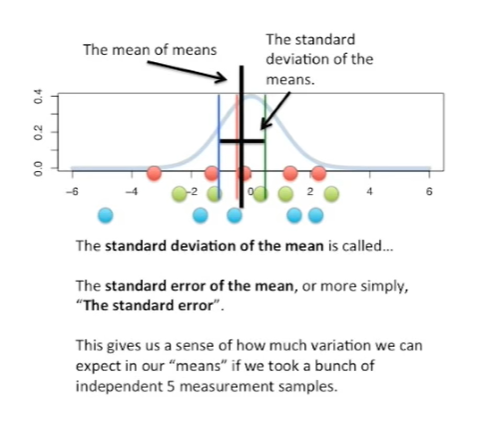 The mean of means
The standard
deviation of the
means.
0.4
0.2
0.0
−6 −4 −2 0 2 4 6
The standard deviation of the mean is called...
The standard error of the mean, or more simply,
“The standard error”.
This gives us a sense of how much variation we can
expect in our “means” if we took a bunch of
independent 5 measurement samples.